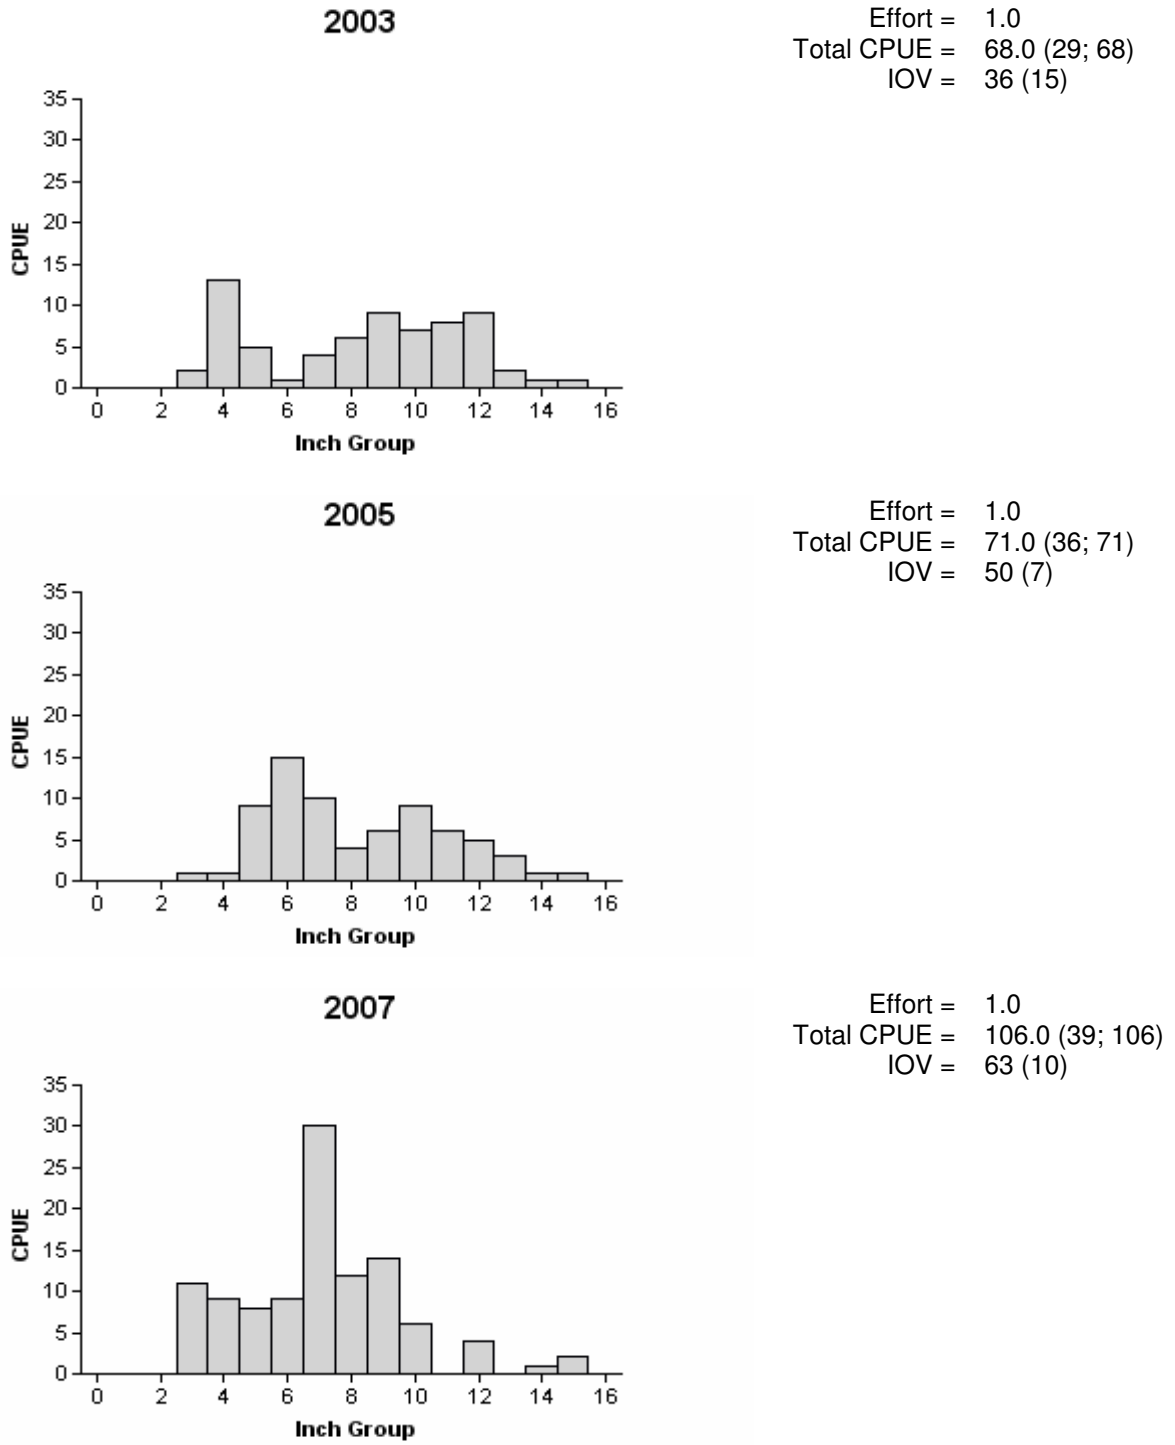 2003
Effort = 1.0
Total CPUE = 68.0 (29; 68)
IOV = 36 (15)
35
30
25
20
15
10
5
0
CPUE
0 2 4 6 8 10 12 14 16
Inch Group
2005
Effort = 1.0
Total CPUE = 71.0 (36; 71)
IOV = 50 (7)
35
30
25
20
15
10
5
0
CPUE
0 2 4 6 8 10 12 14 16
Inch Group
2007
Effort = 1.0
Total CPUE = 106.0 (39; 106)
IOV = 63 (10)
35
30
25
20
15
10
5
0
CPUE
0 2 4 6 8 10 12 14 16
Inch Group